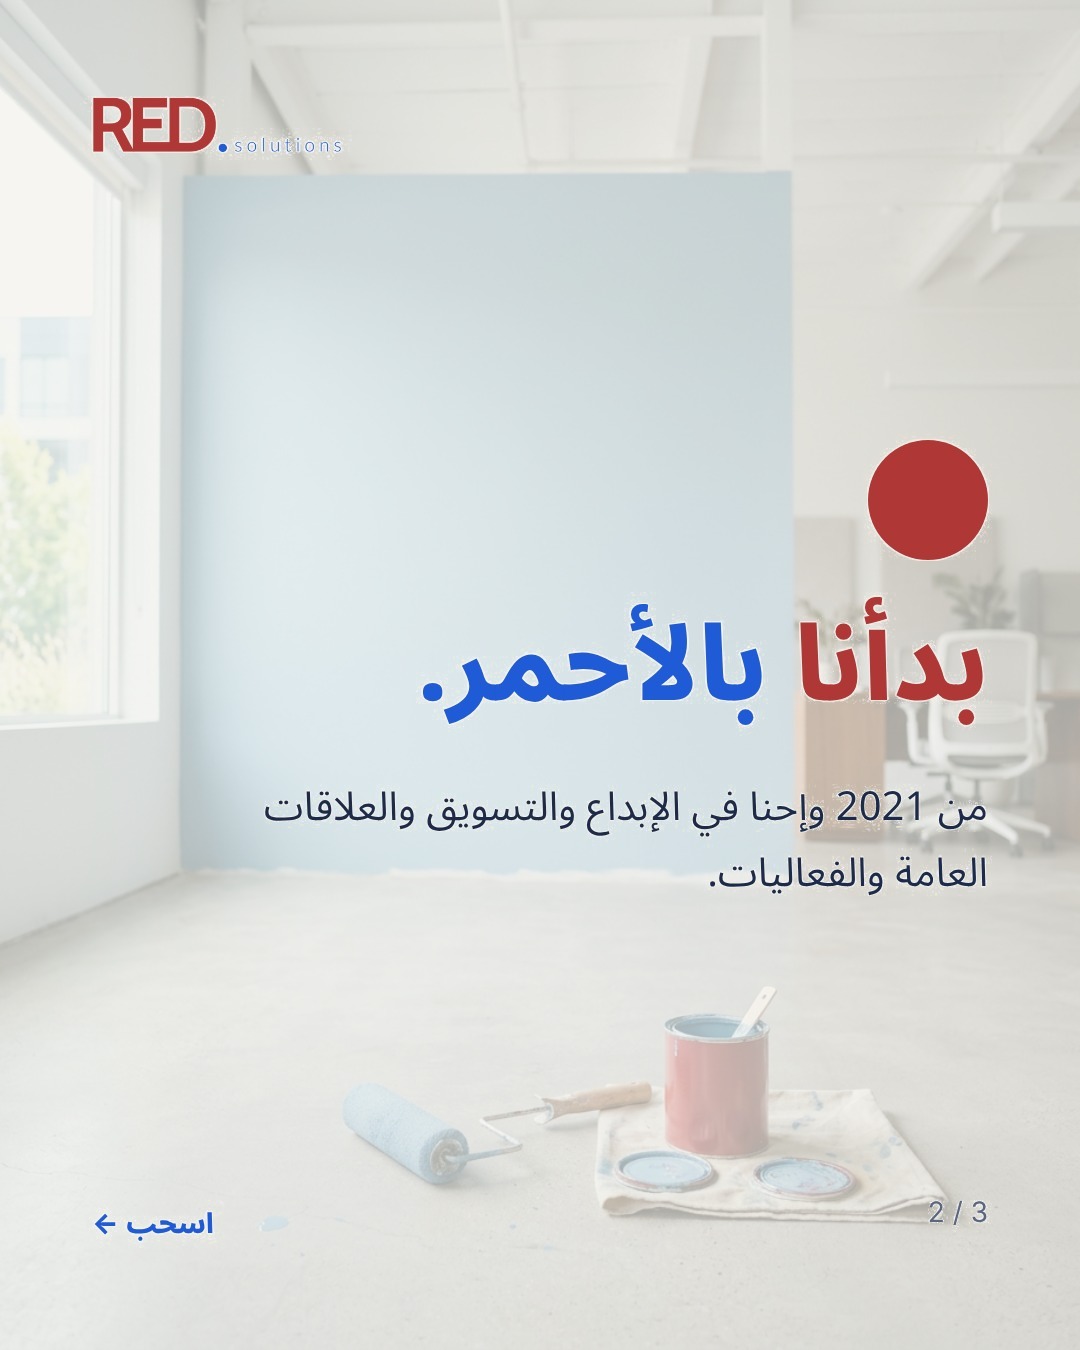 RED. solutions
بدأنا بالأحمر.
من 2021 وإحنا في الإبداع والتسويق والعلاقات
العامة والفعاليات.
اسحب ←
2 / 3